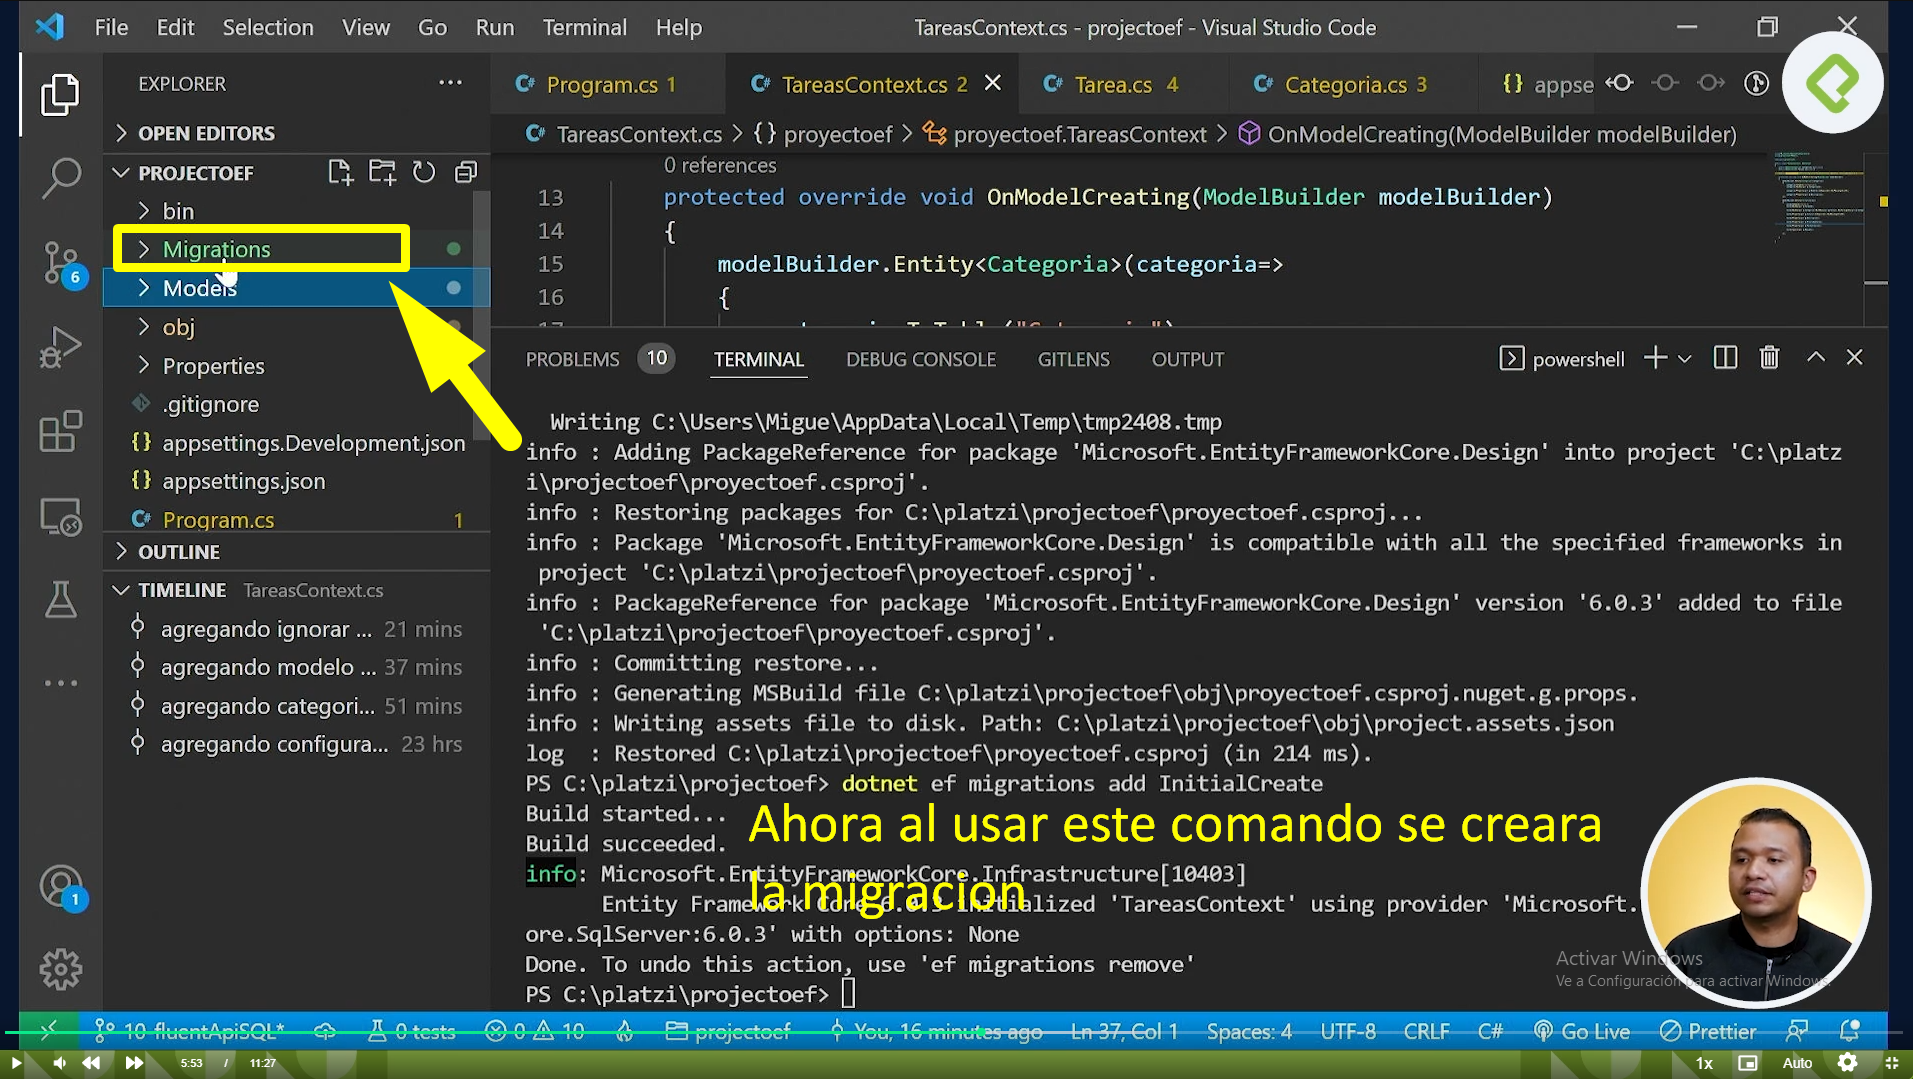 File Edit Selection View Go Run Terminal Help
TareasContext.cs - projectoef - Visual Studio Code
EXPLORER
Program.cs 1
TareasContext.cs 2
Tarea.cs 4
Categoria.cs 3
{} appse
OPEN EDITORS
TareasContext.cs > {} proyectoef > proyectoef.TareasContext > OnModelCreating(ModelBuilder modelBuilder)
PROJECTOEF
bin
Migrations
Models
obj
Properties
.gitignore
{} appsettings.Development.json
{} appsettings.json
Program.cs 1
OUTLINE
TIMELINE TareasContext.cs
agregando ignorar ... 21 mins
agregando modelo ... 37 mins
agregando categori... 51 mins
agregando configura... 23 hrs
6
1
0 references
13 protected override void OnModelCreating(ModelBuilder modelBuilder)
14 {
15 modelBuilder.Entity<Categoria>(categoria=>
16 {
PROBLEMS 10 TERMINAL DEBUG CONSOLE GITLENS OUTPUT
powershell
Writing C:\Users\Migue\AppData\Local\Temp\tmp2408.tmp
info : Adding PackageReference for package 'Microsoft.EntityFrameworkCore.Design' into project 'C:\platz
i\projectoef\proyectoef.csproj'.
info : Restoring packages for C:\platzi\projectoef\proyectoef.csproj...
info : Package 'Microsoft.EntityFrameworkCore.Design' is compatible with all the specified frameworks in
project 'C:\platzi\projectoef\proyectoef.csproj'.
info : PackageReference for package 'Microsoft.EntityFrameworkCore.Design' version '6.0.3' added to file
'C:\platzi\projectoef\proyectoef.csproj'.
info : Committing restore...
info : Generating MSBuild file C:\platzi\projectoef\obj\proyectoef.csproj.nuget.g.props.
info : Writing assets file to disk. Path: C:\platzi\projectoef\obj\project.assets.json
log : Restored C:\platzi\projectoef\proyectoef.csproj (in 214 ms).
PS C:\platzi\projectoef> dotnet ef migrations add InitialCreate
Build started...
Build succeeded.
Ahora al usar este comando se creara
la migracion
info: Microsoft.EntityFrameworkCore.Infrastructure[10403]
Entity Framework Core 6.0.3 initialized 'TareasContext' using provider 'Microsoft.
ore.SqlServer:6.0.3' with options: None
Done. To undo this action, use 'ef migrations remove'
PS C:\platzi\projectoef>
Activar Windows
Ve a Configuración para activar Windows.
10 fluentApiSQL* 0 tests 0 10 projectoef You, 16 minutes ago Ln 37, Col 1 Spaces: 4 UTF-8 CRLF C# Go Live Prettier
5:53 / 11:27
1x Auto